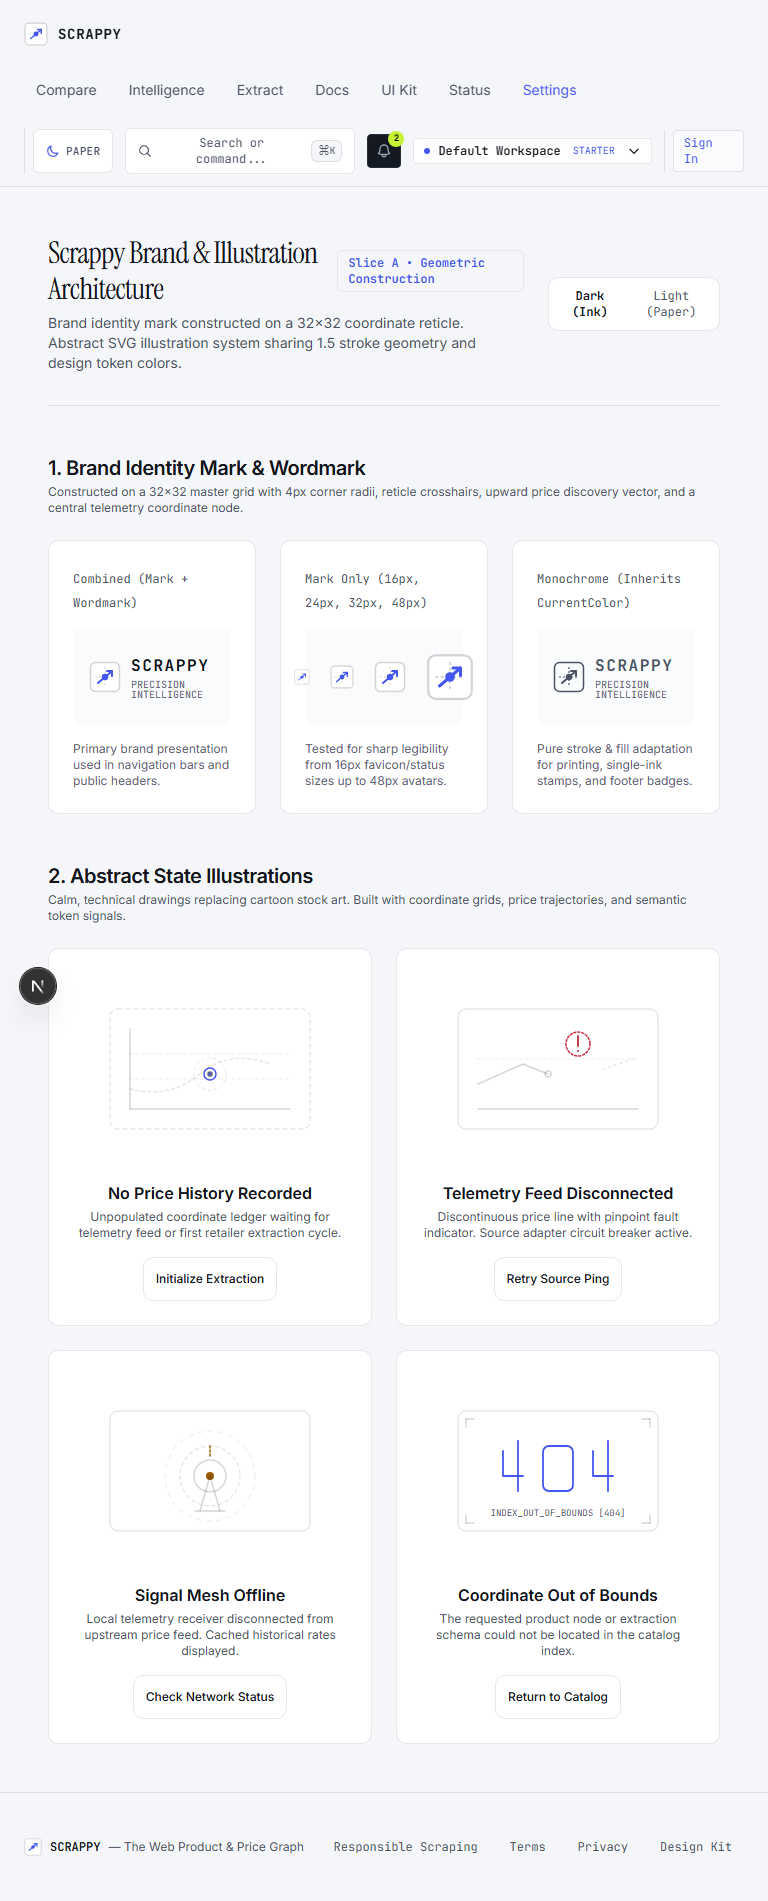 SCRAPPY
Compare Intelligence Extract Docs UI Kit Status Settings
PAPER
Search or
command...
⌘K
2
Default Workspace STARTER
Sign
In
Scrappy Brand & Illustration
Architecture
Slice A • Geometric
Construction
Brand identity mark constructed on a 32×32 coordinate reticle.
Abstract SVG illustration system sharing 1.5 stroke geometry and
design token colors.
Dark
(Ink)
Light
(Paper)
1. Brand Identity Mark & Wordmark
Constructed on a 32×32 master grid with 4px corner radii, reticle crosshairs, upward price discovery vector, and a
central telemetry coordinate node.
Combined (Mark +
Wordmark)
SCRAPPY
PRECISION
INTELLIGENCE
Primary brand presentation
used in navigation bars and
public headers.
Mark Only (16px,
24px, 32px, 48px)
Tested for sharp legibility
from 16px favicon/status
sizes up to 48px avatars.
Monochrome (Inherits
CurrentColor)
SCRAPPY
PRECISION
INTELLIGENCE
Pure stroke & fill adaptation
for printing, single-ink
stamps, and footer badges.
2. Abstract State Illustrations
Calm, technical drawings replacing cartoon stock art. Built with coordinate grids, price trajectories, and semantic
token signals.
N
No Price History Recorded
Unpopulated coordinate ledger waiting for
telemetry feed or first retailer extraction cycle.
Initialize Extraction
Telemetry Feed Disconnected
Discontinuous price line with pinpoint fault
indicator. Source adapter circuit breaker active.
Retry Source Ping
Signal Mesh Offline
Local telemetry receiver disconnected from
upstream price feed. Cached historical rates
displayed.
Check Network Status
404
INDEX_OUT_OF_BOUNDS [404]
Coordinate Out of Bounds
The requested product node or extraction
schema could not be located in the catalog
index.
Return to Catalog
SCRAPPY — The Web Product & Price Graph
Responsible Scraping Terms Privacy Design Kit